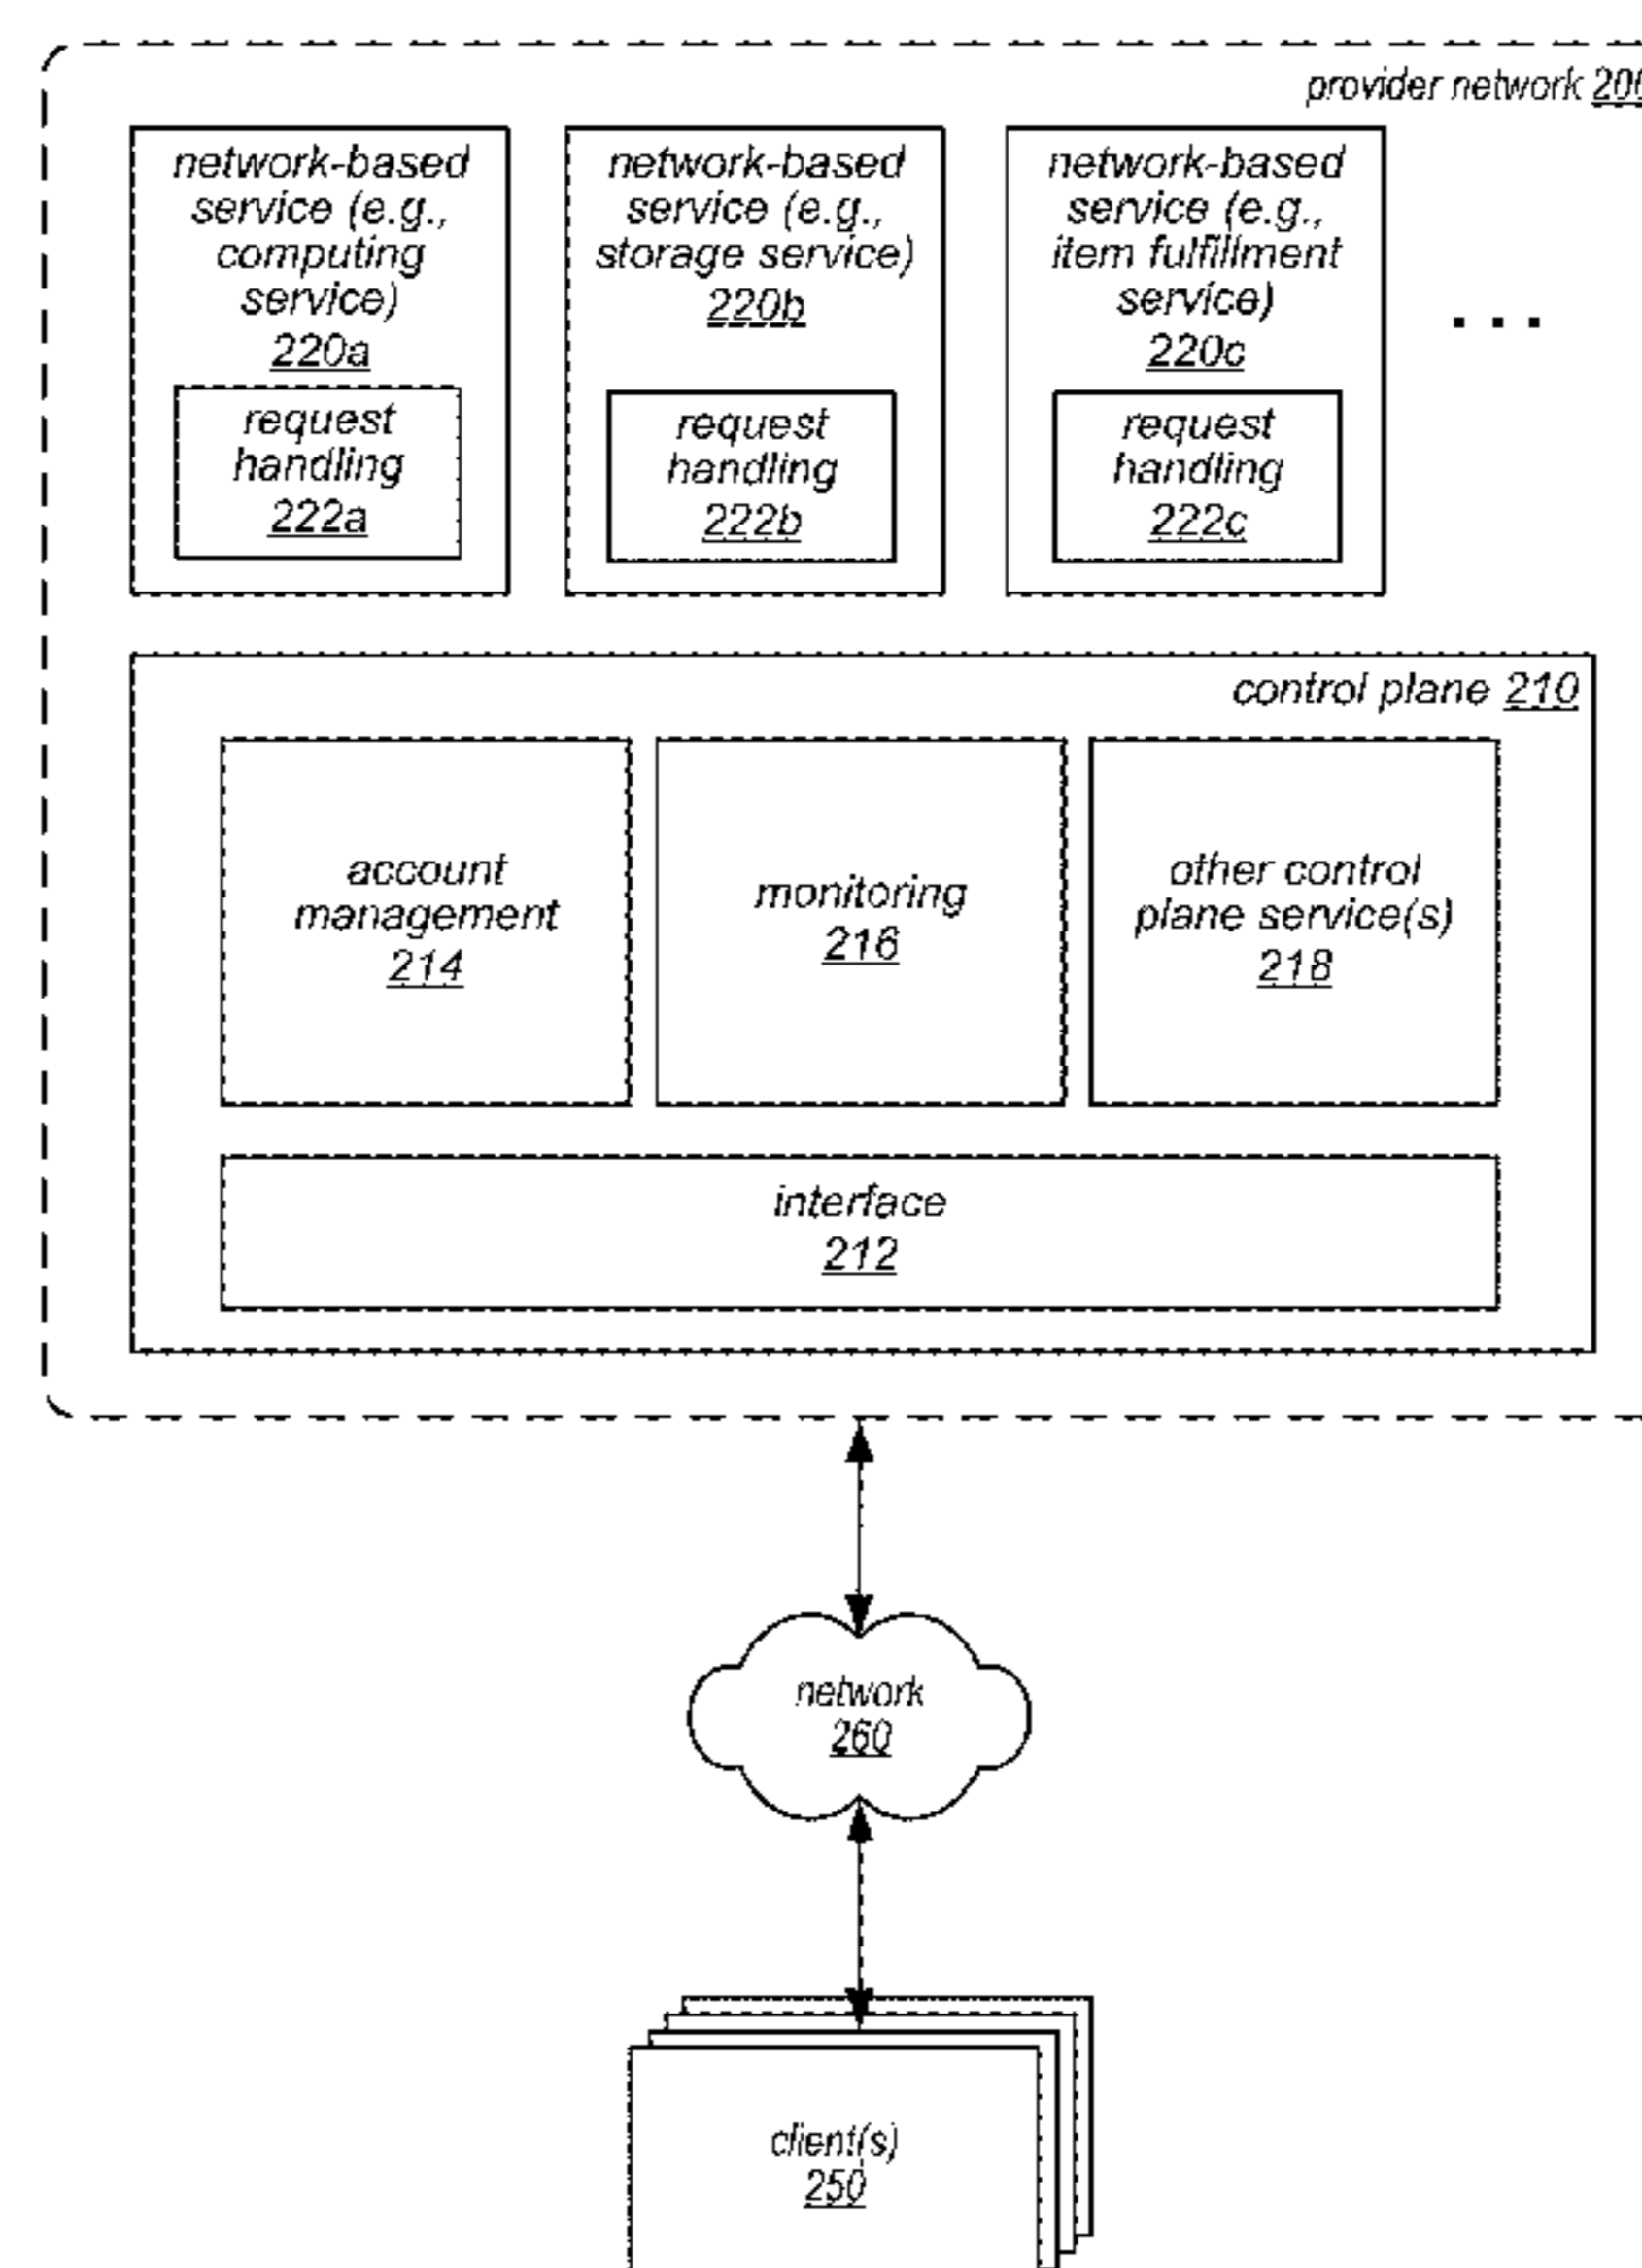 provider network 200
network-based
service (e.g.,
computing
service)
220a
request
handling
222a
network-based
service (e.g.,
storage service)
220b
request
handling
222b
network-based
service (e.g.,
item fulfillment
service)
220c
request
handling
222c
. . .
control plane 210
account
management
214
monitoring
216
other control
plane service(s)
218
interface
212
network
260
client(s)
250